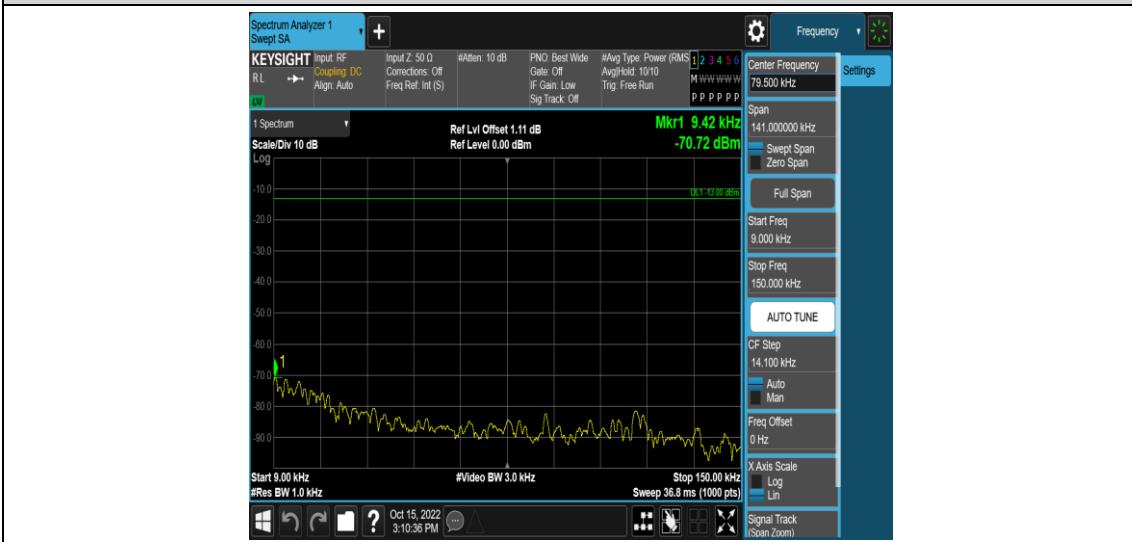 Spectrum Analyzer 1
Swept SA
+
Frequency
KEYSIGHT
RL
LXI
Input: RF
Coupling: DC
Align: Auto
Input Z: 50 Ω
Corrections: Off
Freq Ref: Int (S)
#Atten: 10 dB
PNO: Best Wide
Gate: Off
IF Gain: Low
Sig Track: Off
#Avg Type: Power (RMS
Avg|Hold: 10/10
Trig: Free Run
1 2 3 4 5 6
M W W W W W
P P P P P P
Center Frequency
79.500 kHz
Settings
Span
141.000000 kHz
Swept Span
Zero Span
Full Span
Start Freq
9.000 kHz
Stop Freq
150.000 kHz
AUTO TUNE
CF Step
14.100 kHz
Auto
Man
Freq Offset
0 Hz
X Axis Scale
Log
Lin
Signal Track
(Span Zoom)
1 Spectrum
Scale/Div 10 dB
Log
Ref Lvl Offset 1.11 dB
Ref Level 0.00 dBm
Mkr1 9.42 kHz
-70.72 dBm
DL1 -13.00 dBm
-10.0
-20.0
-30.0
-40.0
-50.0
-60.0
1
-70.0
-80.0
-90.0
Start 9.00 kHz
#Video BW 3.0 kHz
Stop 150.00 kHz
#Res BW 1.0 kHz
Sweep 36.8 ms (1000 pts)
?
Oct 15, 2022
3:10:36 PM